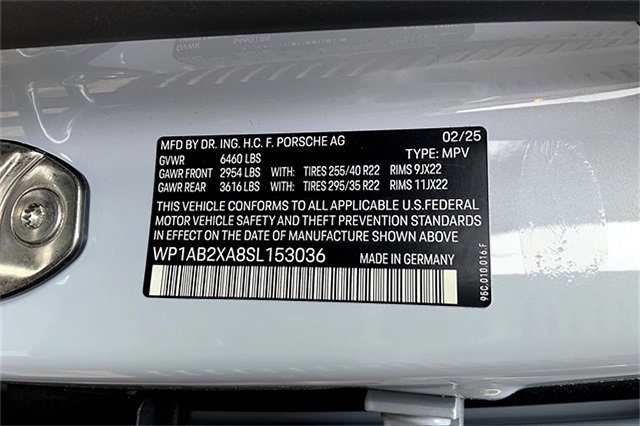 MFD BY DR. ING. H.C. F. PORSCHE AG 02/25
GVWR 6460 LBS TYPE: MPV
GAWR FRONT 2954 LBS WITH: TIRES 255/40 R22 RIMS 9JX22
GAWR REAR 3616 LBS WITH: TIRES 295/35 R22 RIMS 11JX22
THIS VEHICLE CONFORMS TO ALL APPLICABLE U.S.FEDERAL
MOTOR VEHICLE SAFETY AND THEFT PREVENTION STANDARDS
IN EFFECT ON THE DATE OF MANUFACTURE SHOWN ABOVE.
WP1AB2XA8SL153036 MADE IN GERMANY
95C.010.016.F